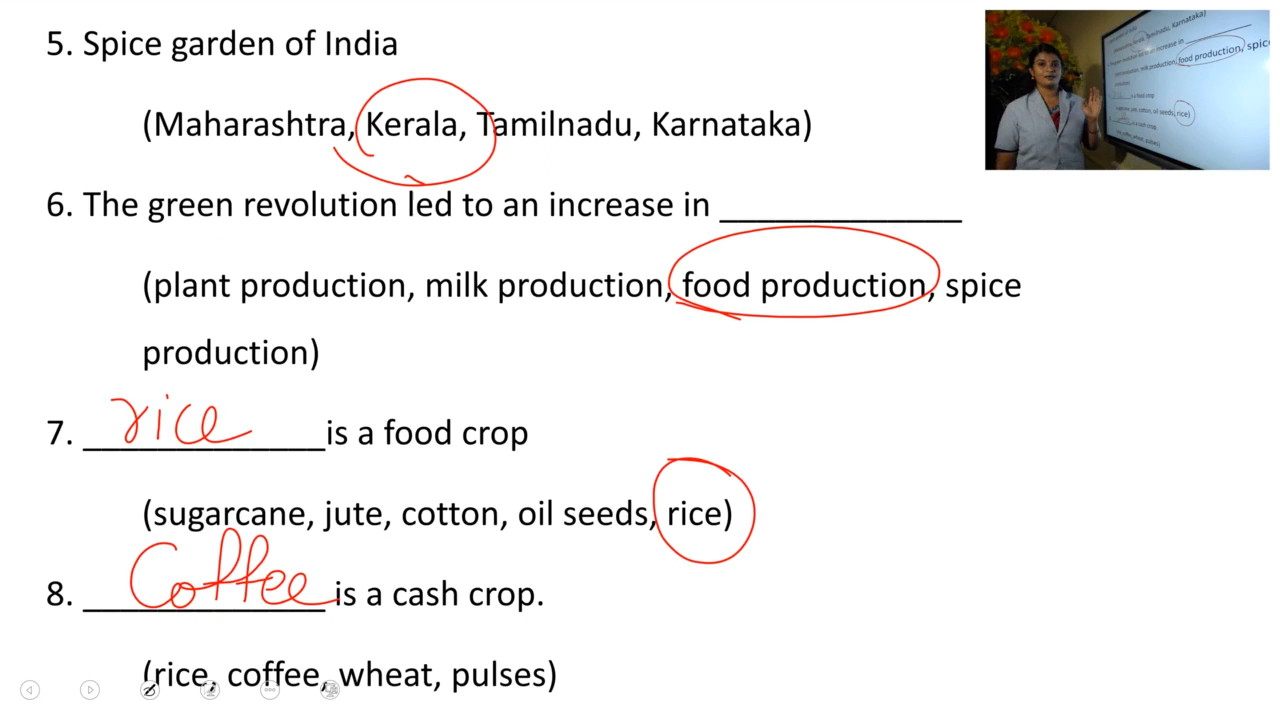 5. Spice garden of India
(Maharashtra, Kerala, Tamilnadu, Karnataka)
6. The green revolution led to an increase in _____________
(plant production, milk production, food production, spice
production)
7. rice is a food crop
(sugarcane, jute, cotton, oil seeds, rice)
8. Coffee is a cash crop.
(rice, coffee, wheat, pulses)